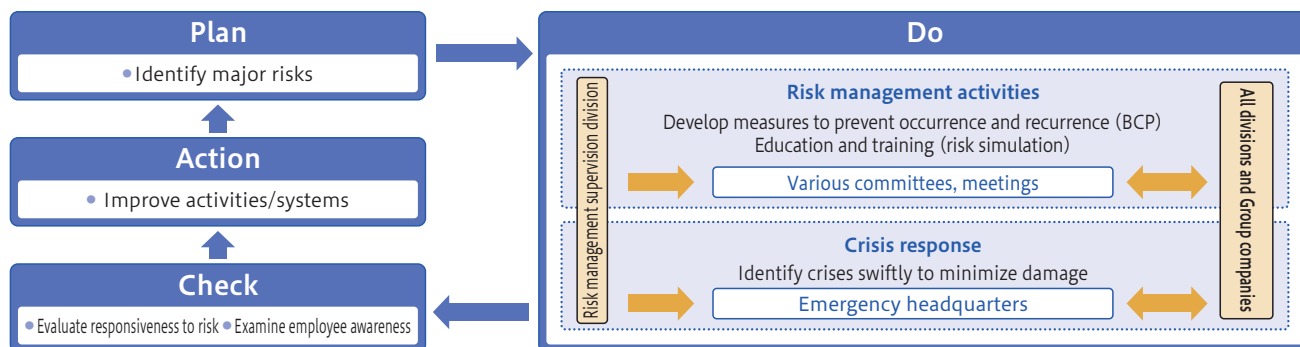 Plan
• Identify major risks
Action
• Improve activities/systems
Check
• Evaluate responsiveness to risk • Examine employee awareness
Do
Risk management supervision division
Risk management activities
Develop measures to prevent occurrence and recurrence (BCP)
Education and training (risk simulation)
Various committees, meetings
Crisis response
Identify crises swiftly to minimize damage
Emergency headquarters
All divisions and Group companies